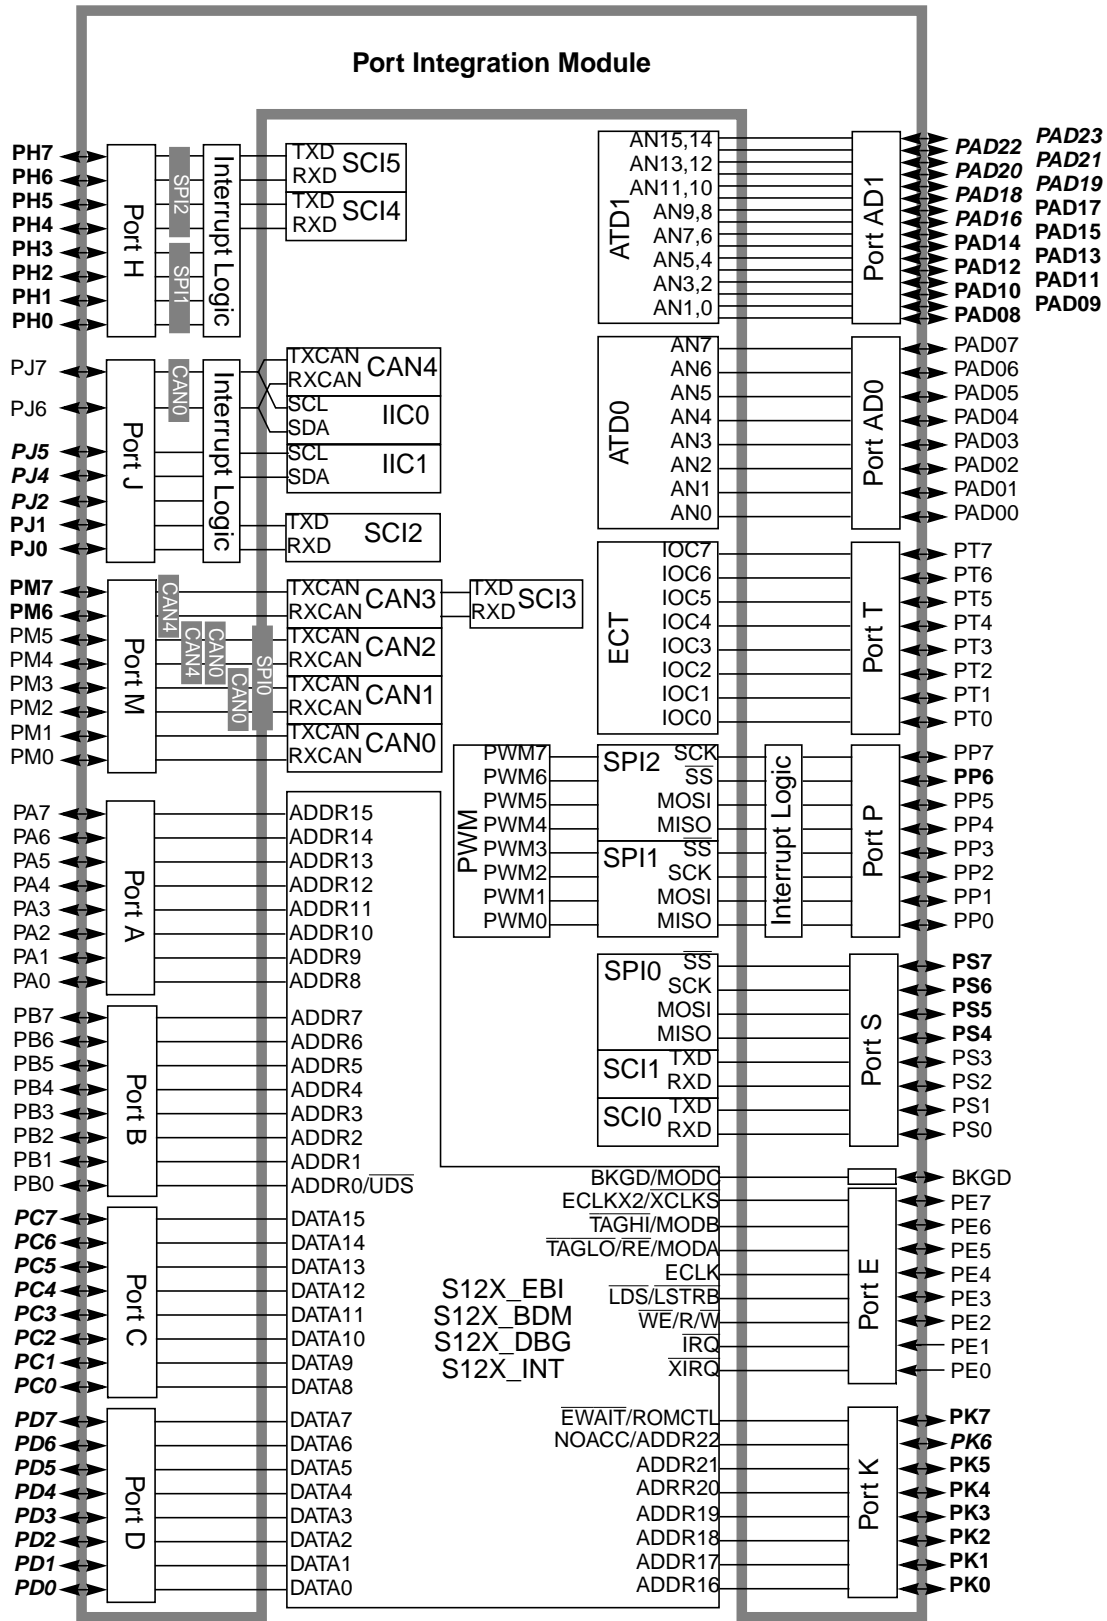 Port Integration Module
PH7
PH6
PH5
PH4
PH3
PH2
PH1
PH0
Port H
SPI2
SPI1
Interrupt Logic
TXD
RXD
SCI5
TXD
RXD
SCI4
PJ7
PJ6
PJ5
PJ4
PJ2
PJ1
PJ0
Port J
CAN0
Interrupt Logic
TXCAN
RXCAN
CAN4
SCL
SDA
IIC0
SCL
SDA
IIC1
TXD
RXD
SCI2
PM7
PM6
PM5
PM4
PM3
PM2
PM1
PM0
Port M
CAN4
CAN4
CAN0
CAN0
SPI0
TXCAN
RXCAN
CAN3
TXD
RXD
SCI3
TXCAN
RXCAN
CAN2
TXCAN
RXCAN
CAN1
TXCAN
RXCAN
CAN0
PA7
PA6
PA5
PA4
PA3
PA2
PA1
PA0
Port A
ADDR15
ADDR14
ADDR13
ADDR12
ADDR11
ADDR10
ADDR9
ADDR8
PB7
PB6
PB5
PB4
PB3
PB2
PB1
PB0
Port B
ADDR7
ADDR6
ADDR5
ADDR4
ADDR3
ADDR2
ADDR1
ADDR0/UDS
PC7
PC6
PC5
PC4
PC3
PC2
PC1
PC0
Port C
DATA15
DATA14
DATA13
DATA12
DATA11
DATA10
DATA9
DATA8
PD7
PD6
PD5
PD4
PD3
PD2
PD1
PD0
Port D
DATA7
DATA6
DATA5
DATA4
DATA3
DATA2
DATA1
DATA0
S12X_EBI
S12X_BDM
S12X_DBG
S12X_INT
ATD1
AN15,14
AN13,12
AN11,10
AN9,8
AN7,6
AN5,4
AN3,2
AN1,0
Port AD1
PAD23
PAD22
PAD21
PAD20
PAD19
PAD18
PAD17
PAD16
PAD15
PAD14
PAD13
PAD12
PAD11
PAD10
PAD09
PAD08
ATD0
AN7
AN6
AN5
AN4
AN3
AN2
AN1
AN0
Port AD0
PAD07
PAD06
PAD05
PAD04
PAD03
PAD02
PAD01
PAD00
ECT
IOC7
IOC6
IOC5
IOC4
IOC3
IOC2
IOC1
IOC0
Port T
PT7
PT6
PT5
PT4
PT3
PT2
PT1
PT0
PWM
PWM7
PWM6
PWM5
PWM4
PWM3
PWM2
PWM1
PWM0
SPI2
SCK
SS
MOSI
MISO
SPI1
SS
SCK
MOSI
MISO
Interrupt Logic
Port P
PP7
PP6
PP5
PP4
PP3
PP2
PP1
PP0
SPI0
SS
SCK
MOSI
MISO
SCI1
TXD
RXD
SCI0
TXD
RXD
Port S
PS7
PS6
PS5
PS4
PS3
PS2
PS1
PS0
BKGD/MODC
BKGD
ECLKX2/XCLKS
TAGHI/MODB
TAGLO/RE/MODA
ECLK
LDS/LSTRB
WE/R/W
IRQ
XIRQ
Port E
PE7
PE6
PE5
PE4
PE3
PE2
PE1
PE0
EWAIT/ROMCTL
NOACC/ADDR22
ADDR21
ADRR20
ADDR19
ADDR18
ADDR17
ADDR16
Port K
PK7
PK6
PK5
PK4
PK3
PK2
PK1
PK0